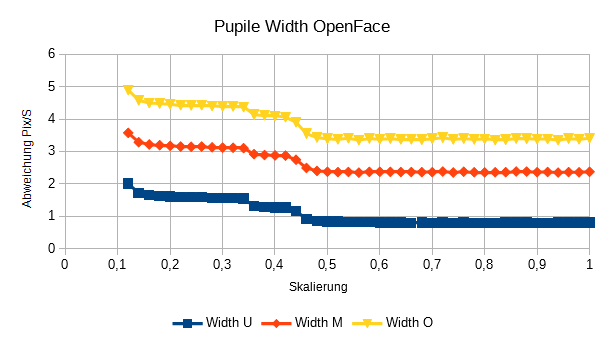 Pupile Width OpenFace
6
5
4
3
2
1
0
Abweichung Pix/S
0 0,1 0,2 0,3 0,4 0,5 0,6 0,7 0,8 0,9 1
Skalierung
Width U Width M Width O